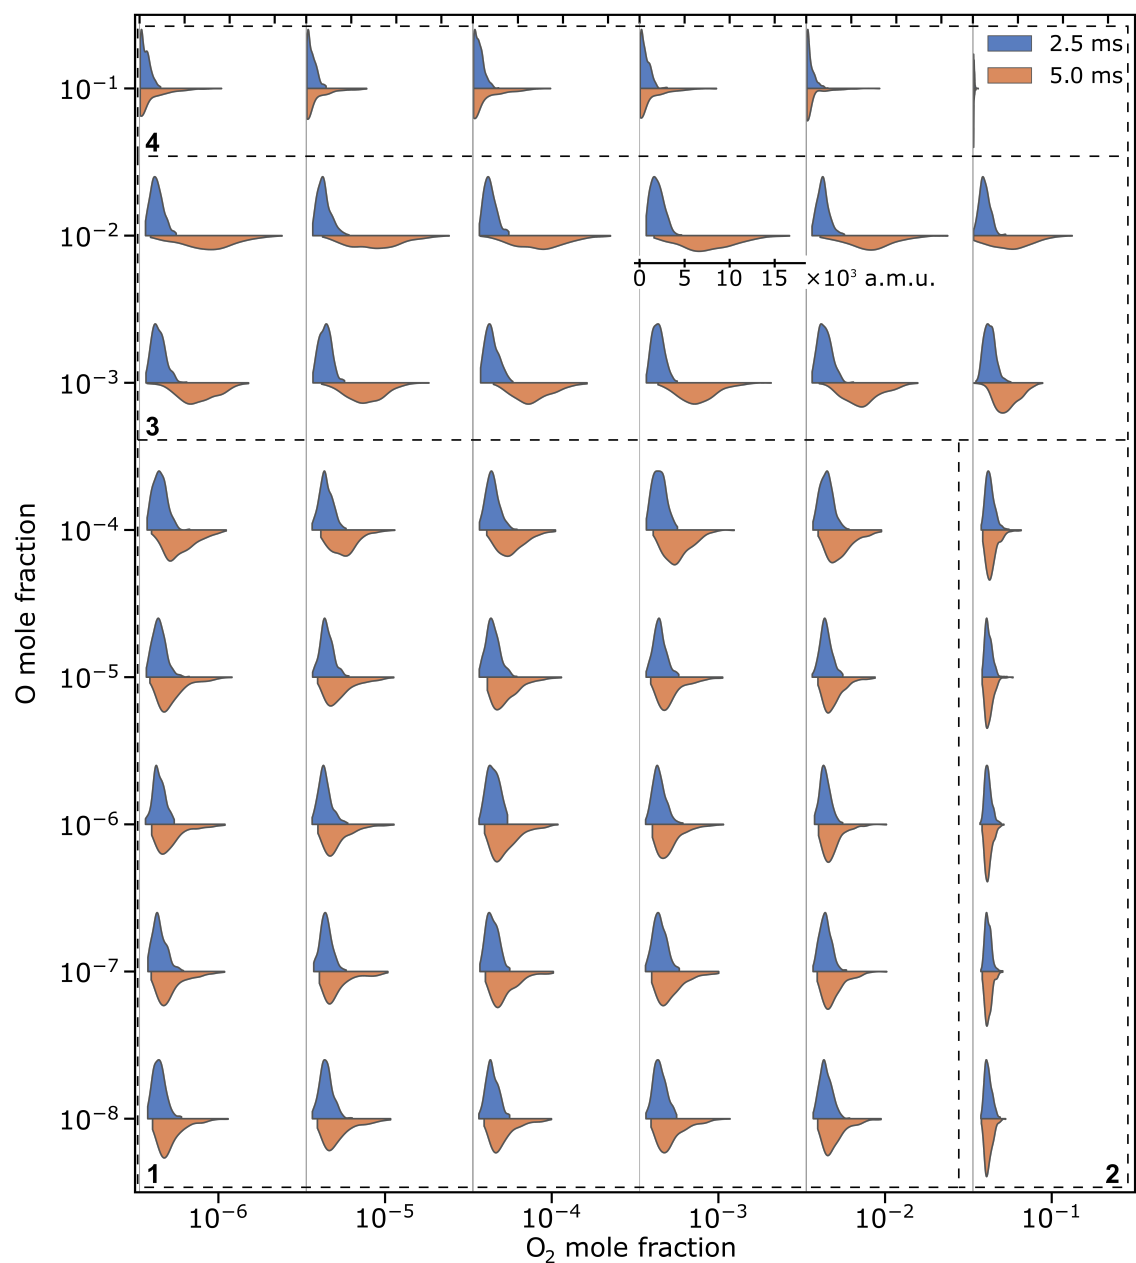 2.5 ms
5.0 ms
10⁻¹
4
10⁻²
0 5 10 15 ×10³ a.m.u.
10⁻³
3
10⁻⁴
O mole fraction
10⁻⁵
10⁻⁶
10⁻⁷
10⁻⁸
1 2
10⁻⁶ 10⁻⁵ 10⁻⁴ 10⁻³ 10⁻² 10⁻¹
O₂ mole fraction